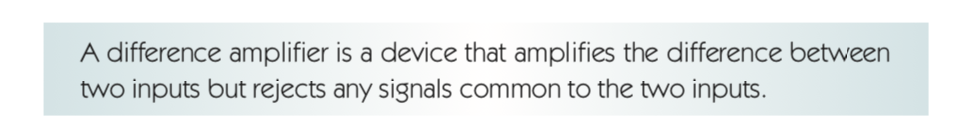 A difference amplifier is a device that amplifies the difference between
two inputs but rejects any signals common to the two inputs.